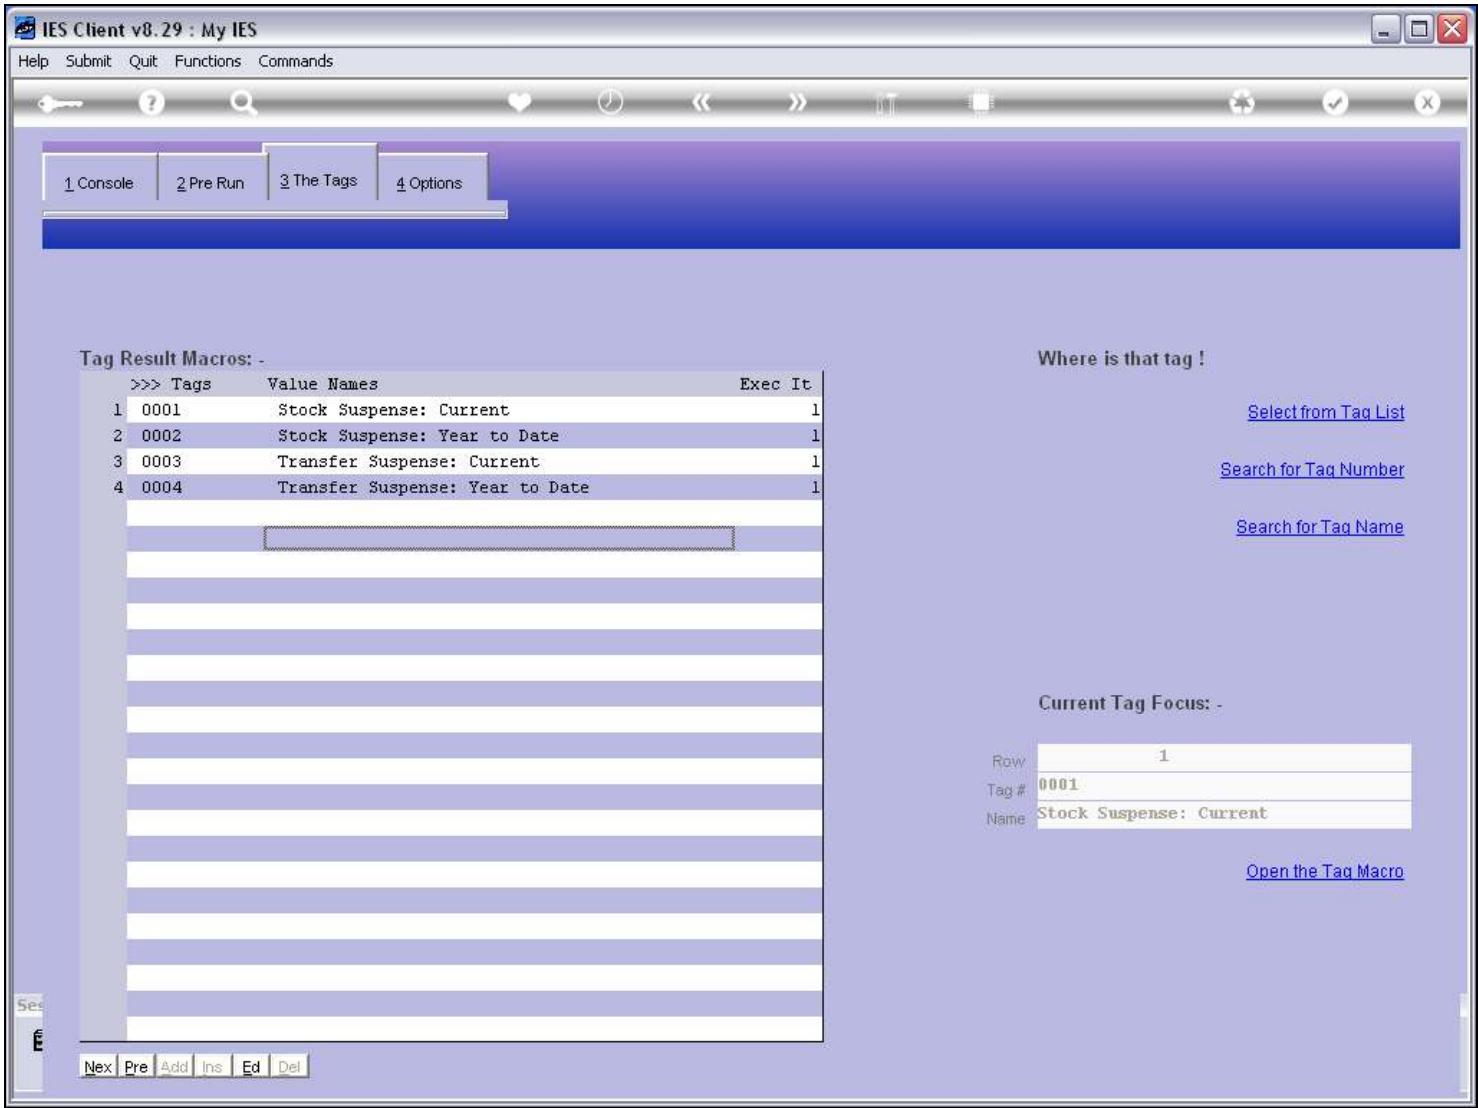 IES Client v8.29 : My IES
Help Submit Quit Functions Commands
1 Console 2 Pre Run 3 The Tags 4 Options
Tag Result Macros: -
>>> Tags Value Names Exec It
1 0001 Stock Suspense: Current 1
2 0002 Stock Suspense: Year to Date 1
3 0003 Transfer Suspense: Current 1
4 0004 Transfer Suspense: Year to Date 1
Where is that tag !
Select from Tag List
Search for Tag Number
Search for Tag Name
Current Tag Focus: -
Row 1
Tag # 0001
Name Stock Suspense: Current
Open the Tag Macro
Ses
Nex Pre Add Ins Ed Del